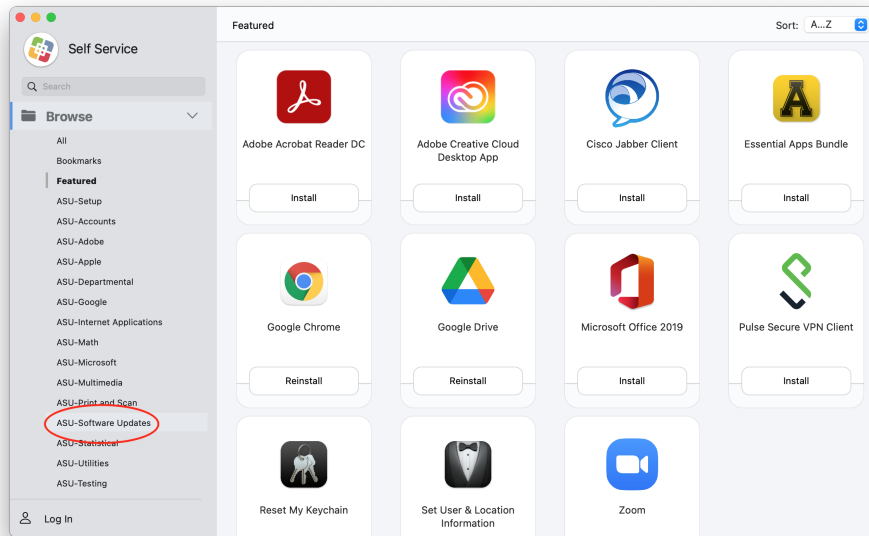 Self Service
Search
Browse
All
Bookmarks
Featured
ASU-Setup
ASU-Accounts
ASU-Adobe
ASU-Apple
ASU-Departmental
ASU-Google
ASU-Internet Applications
ASU-Math
ASU-Microsoft
ASU-Multimedia
ASU-Print and Scan
ASU-Software Updates
ASU-Statistical
ASU-Utilities
ASU-Testing
Log In
Featured
Sort: A...Z
Adobe Acrobat Reader DC
Install
Adobe Creative Cloud
Desktop App
Install
Cisco Jabber Client
Install
A
Essential Apps Bundle
Install
Google Chrome
Reinstall
Google Drive
Reinstall
Microsoft Office 2019
Install
Pulse Secure VPN Client
Install
Reset My Keychain
Set User & Location
Information
Zoom